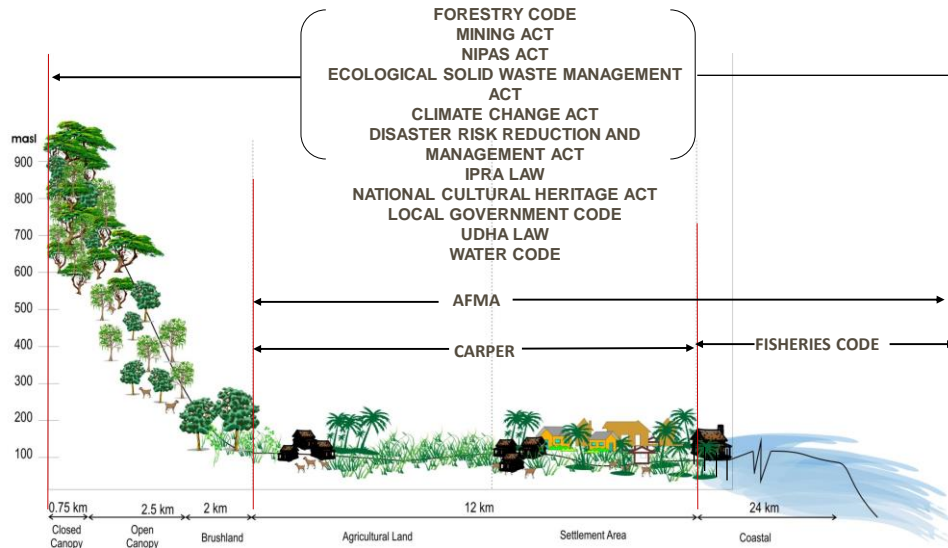 FORESTRY CODE
MINING ACT
NIPAS ACT
ECOLOGICAL SOLID WASTE MANAGEMENT
ACT
CLIMATE CHANGE ACT
DISASTER RISK REDUCTION AND
MANAGEMENT ACT
IPRA LAW
NATIONAL CULTURAL HERITAGE ACT
LOCAL GOVERNMENT CODE
UDHA LAW
WATER CODE
masl
900
800
700
600
500
400
300
200
100
AFMA
CARPER
FISHERIES CODE
0.75 km
2.5 km
2 km
12 km
24 km
Closed
Canopy
Open
Canopy
Brushland
Agricultural Land
Settlement Area
Coastal